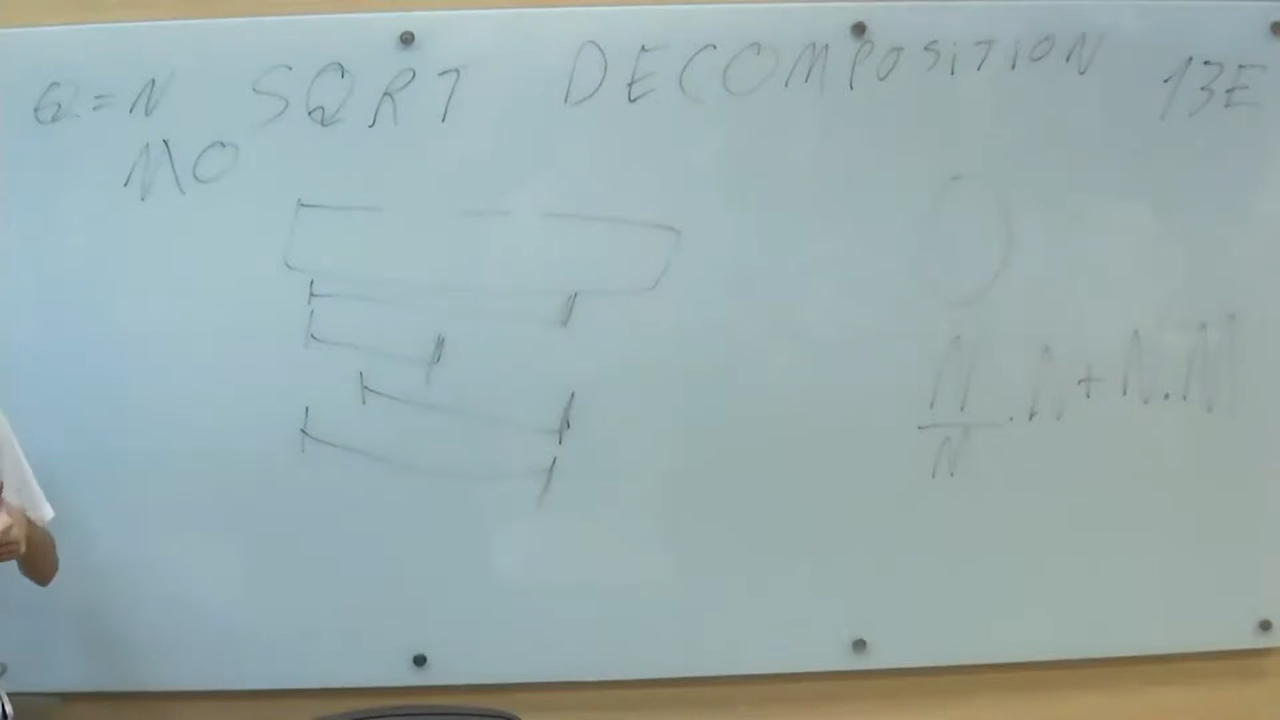 Q=N SQRT DECOMPOSITION 13E
MO
N/N . N + N.M